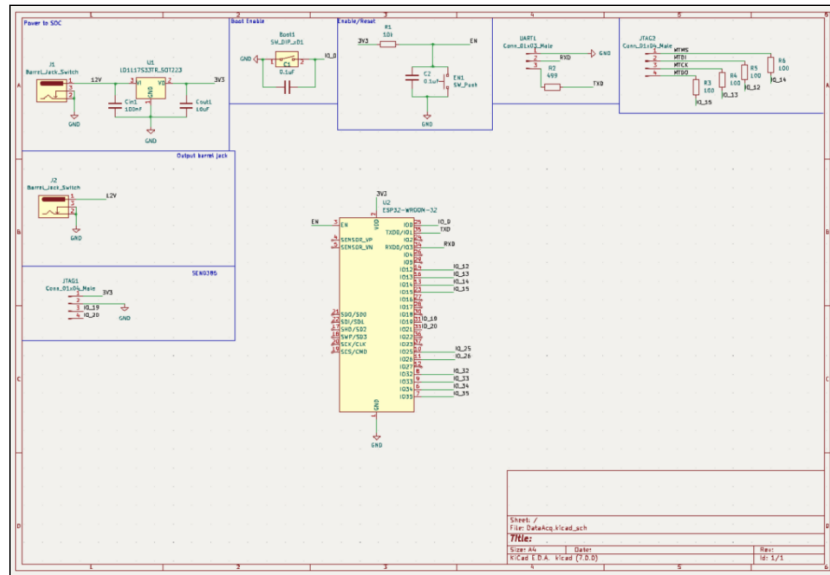 Power to SOC
J1
Barrel_Jack_Switch
12V
U1
LD1117S33TR_SOT223
VI
VO
GND
3V3
Cin1
100nF
Cout1
10uF
GND
GND
Boot Enable
Boot1
SW_DIP_x01
GND
IO_0
C1
0.1uF
Enable/Reset
R1
10k
3V3
EN
C2
0.1uF
EN1
SW_Push
GND
UART1
Conn_01x03_Male
GND
RXD
R2
499
TXD
JTAG2
Conn_01x04_Male
MTMS
MTDI
MTCK
MTDO
R3
100
R4
100
R5
100
R6
100
IO_15
IO_13
IO_12
IO_14
Output barrel jack
J2
Barrel_Jack_Switch
12V
GND
SENSORS
JTAG1
Conn_01x04_Male
3V3
IO_19
IO_20
GND
3V3
U2
ESP32-WROOM-32
VDD
EN
EN
SENSOR_VP
SENSOR_VN
SDO/SD0
SDI/SD1
SHD/SD2
SWP/SD3
SCK/CLK
SCS/CMD
IO0
TXD0/IO1
IO2
RXD0/IO3
IO4
IO5
IO12
IO13
IO14
IO15
IO16
IO17
IO18
IO19
IO21
IO22
IO23
IO25
IO26
IO27
IO32
IO33
IO34
IO35
IO_0
TXD
RXD
IO_12
IO_13
IO_14
IO_15
IO_19
IO_20
IO_25
IO_26
IO_32
IO_33
IO_34
IO_35
GND
GND
Sheet: /
File: DataAcq.kicad_sch
Title:
Size: A4
Date:
Rev:
KiCad E.D.A. kicad (7.0.0)
Id: 1/1